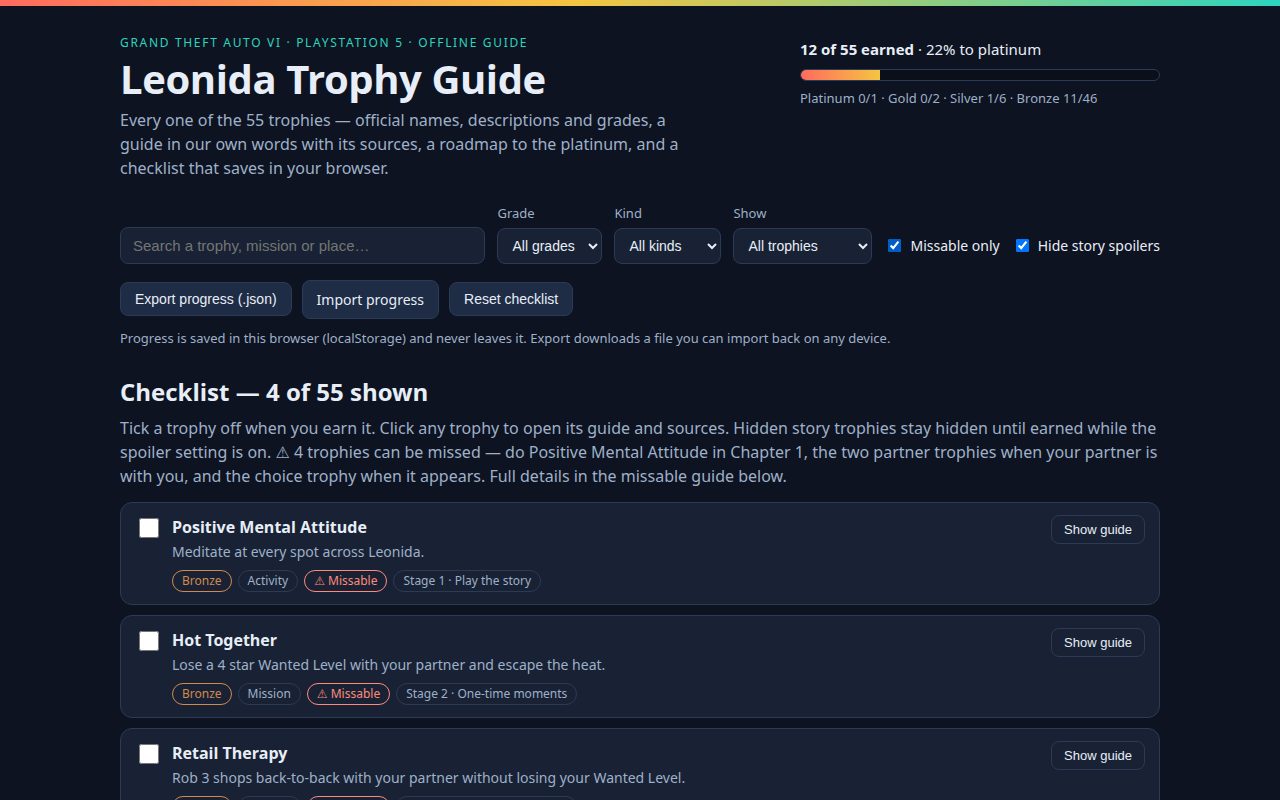 GRAND THEFT AUTO VI · PLAYSTATION 5 · OFFLINE GUIDE
Leonida Trophy Guide
Every one of the 55 trophies — official names, descriptions and grades, a
guide in our own words with its sources, a roadmap to the platinum, and a
checklist that saves in your browser.
12 of 55 earned · 22% to platinum
Platinum 0/1 · Gold 0/2 · Silver 1/6 · Bronze 11/46
Search a trophy, mission or place…
Grade
All grades
Kind
All kinds
Show
All trophies
Missable only
Hide story spoilers
Export progress (.json)
Import progress
Reset checklist
Progress is saved in this browser (localStorage) and never leaves it. Export downloads a file you can import back on any device.
Checklist — 4 of 55 shown
Tick a trophy off when you earn it. Click any trophy to open its guide and sources. Hidden story trophies stay hidden until earned while the
spoiler setting is on. ⚠ 4 trophies can be missed — do Positive Mental Attitude in Chapter 1, the two partner trophies when your partner is
with you, and the choice trophy when it appears. Full details in the missable guide below.
Positive Mental Attitude
Show guide
Meditate at every spot across Leonida.
Bronze
Activity
⚠ Missable
Stage 1 · Play the story
Hot Together
Show guide
Lose a 4 star Wanted Level with your partner and escape the heat.
Bronze
Mission
⚠ Missable
Stage 2 · One-time moments
Retail Therapy
Show guide
Rob 3 shops back-to-back with your partner without losing your Wanted Level.